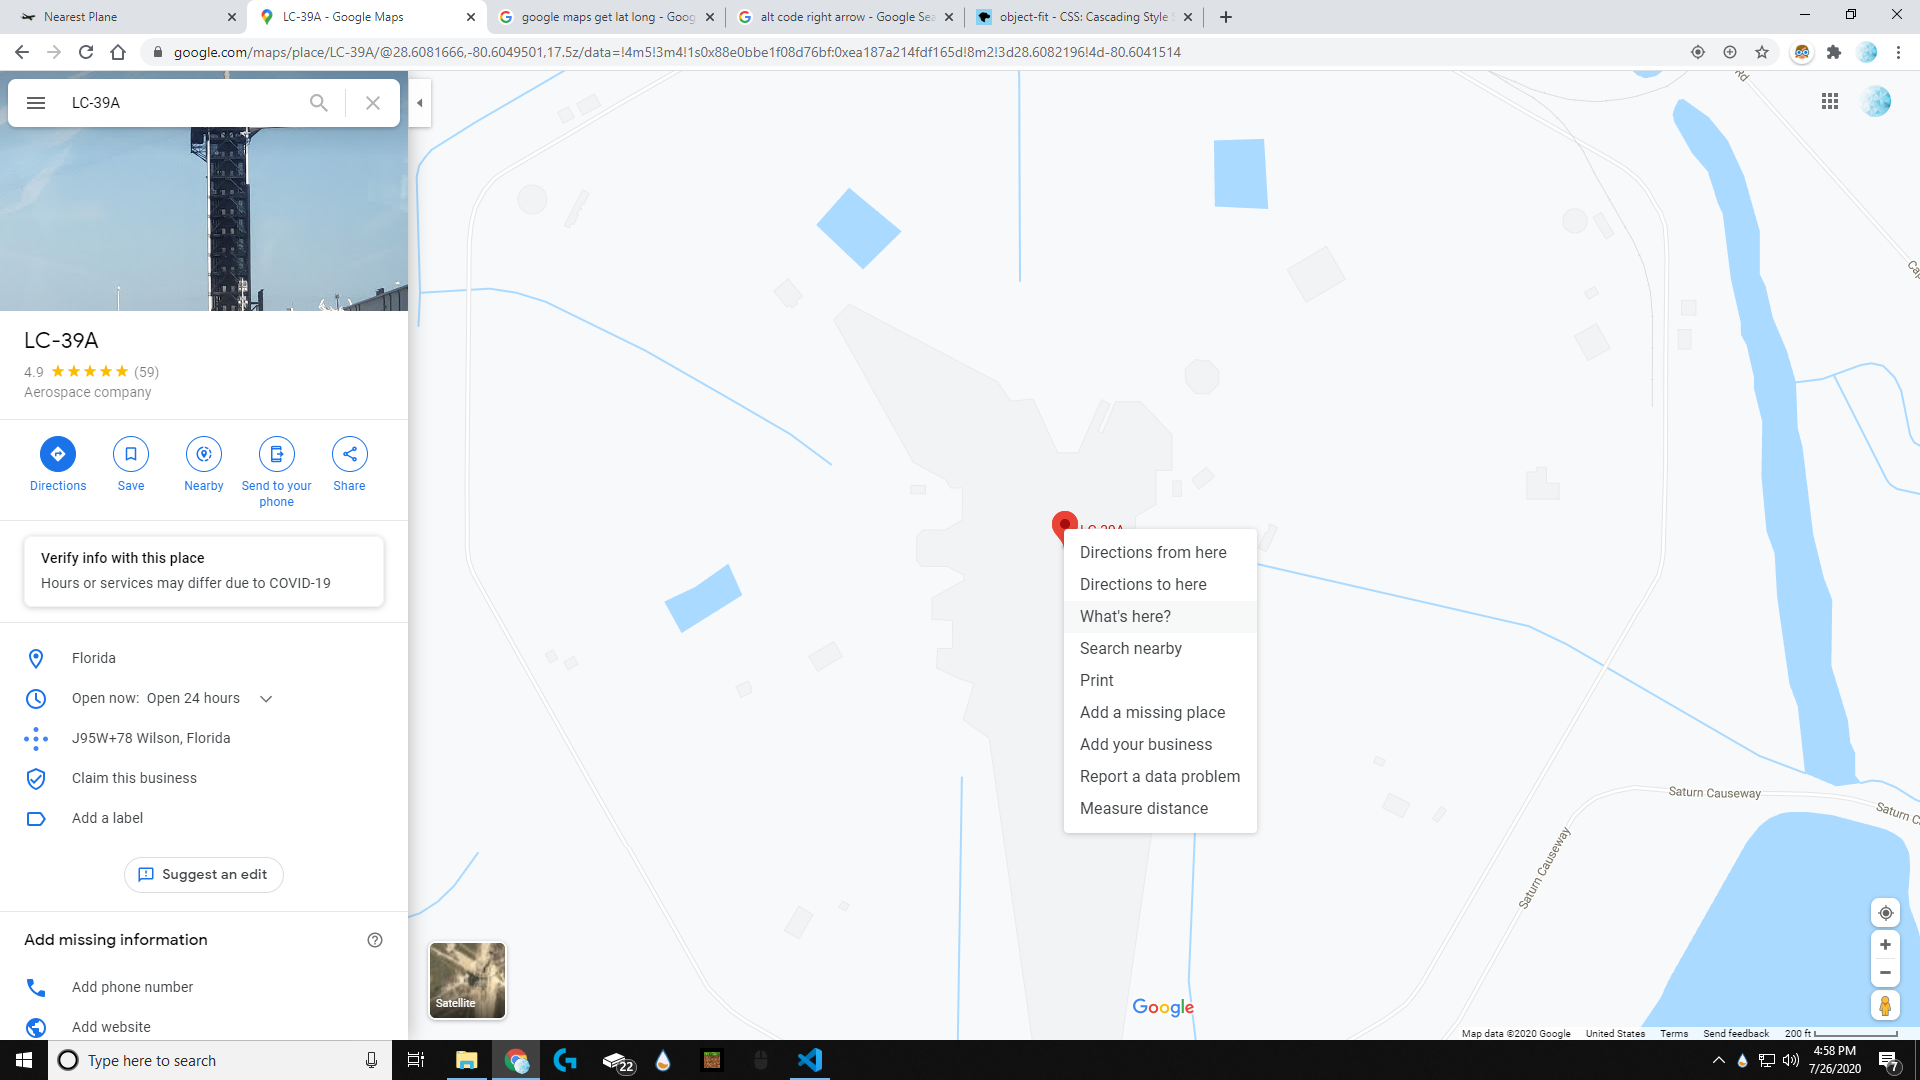 Nearest Plane
LC-39A - Google Maps
google maps get lat long - Goog
alt code right arrow - Google Sea
object-fit - CSS: Cascading Style S
google.com/maps/place/LC-39A/@28.6081666,-80.6049501,17.5z/data=!4m5!3m4!1s0x88e0bbe1f08d76bf:0xea187a214fdf165d!8m2!3d28.6082196!4d-80.6041514
LC-39A
LC-39A
4.9 ★★★★★ (59)
Aerospace company
Directions
Save
Nearby
Send to your
phone
Share
Verify info with this place
Hours or services may differ due to COVID-19
Florida
Open now: Open 24 hours
J95W+78 Wilson, Florida
Claim this business
Add a label
Suggest an edit
Add missing information
Add phone number
Add website
Rd
LC-39A
Directions from here
Directions to here
What's here?
Search nearby
Print
Add a missing place
Add your business
Report a data problem
Measure distance
Saturn Causeway
Saturn C
Saturn Causeway
Satellite
Google
Map data ©2020 Google
United States
Terms
Send feedback
200 ft
Type here to search
22
4:58 PM
7/26/2020
7